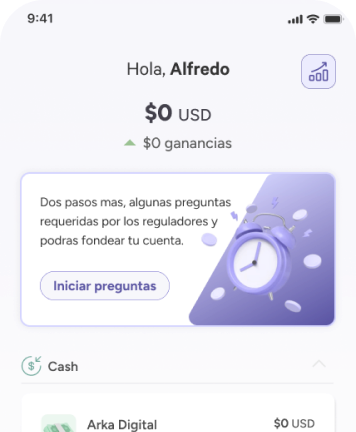 9:41
Hola, Alfredo
$0 USD
$0 ganancias
Dos pasos mas, algunas preguntas
requeridas por los reguladores y
podras fondear tu cuenta.
Iniciar preguntas
Cash
Arka Digital
$0 USD